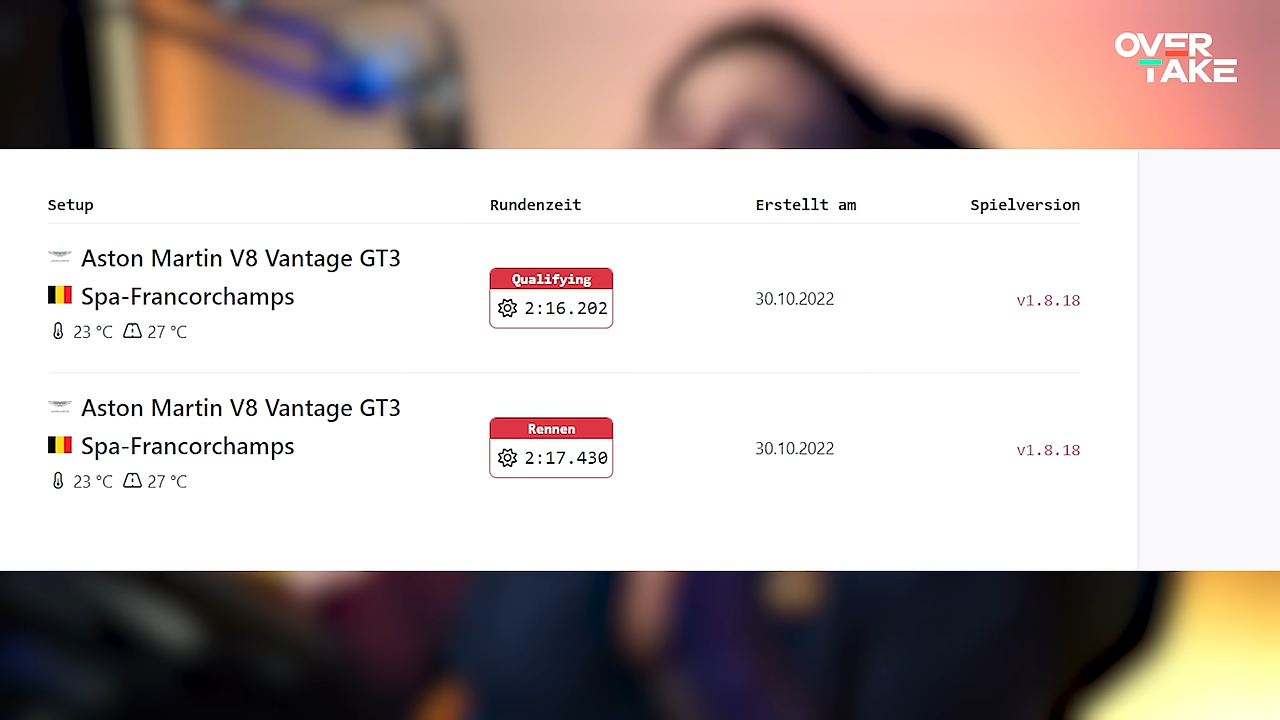 OVER
TAKE
Setup Rundenzeit Erstellt am Spielversion
Aston Martin V8 Vantage GT3
Spa-Francorchamps
23 °C 27 °C
Qualifying
2:16.202
30.10.2022
v1.8.18
Aston Martin V8 Vantage GT3
Spa-Francorchamps
23 °C 27 °C
Rennen
2:17.430
30.10.2022
v1.8.18